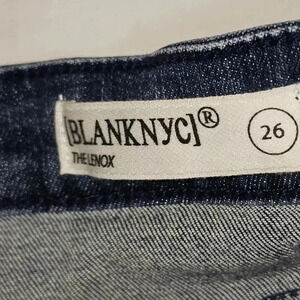 [BLANKNYC]®
THE LENOX
26